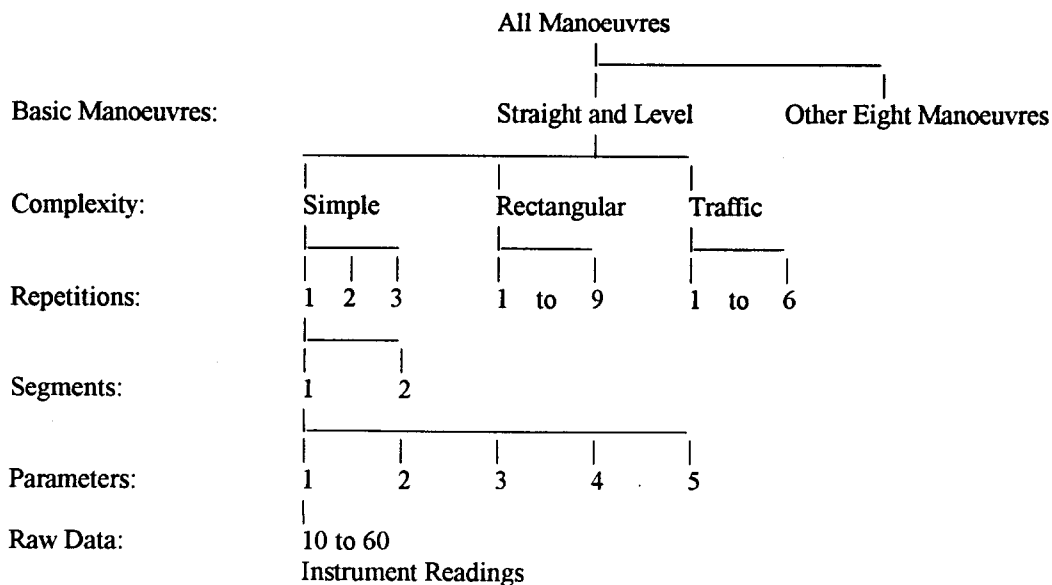 All Manoeuvres
Basic Manoeuvres: Straight and Level Other Eight Manoeuvres
Complexity: Simple Rectangular Traffic
Repetitions: 1 2 3 1 to 9 1 to 6
Segments: 1 2
Parameters: 1 2 3 4 5
Raw Data: 10 to 60
Instrument Readings